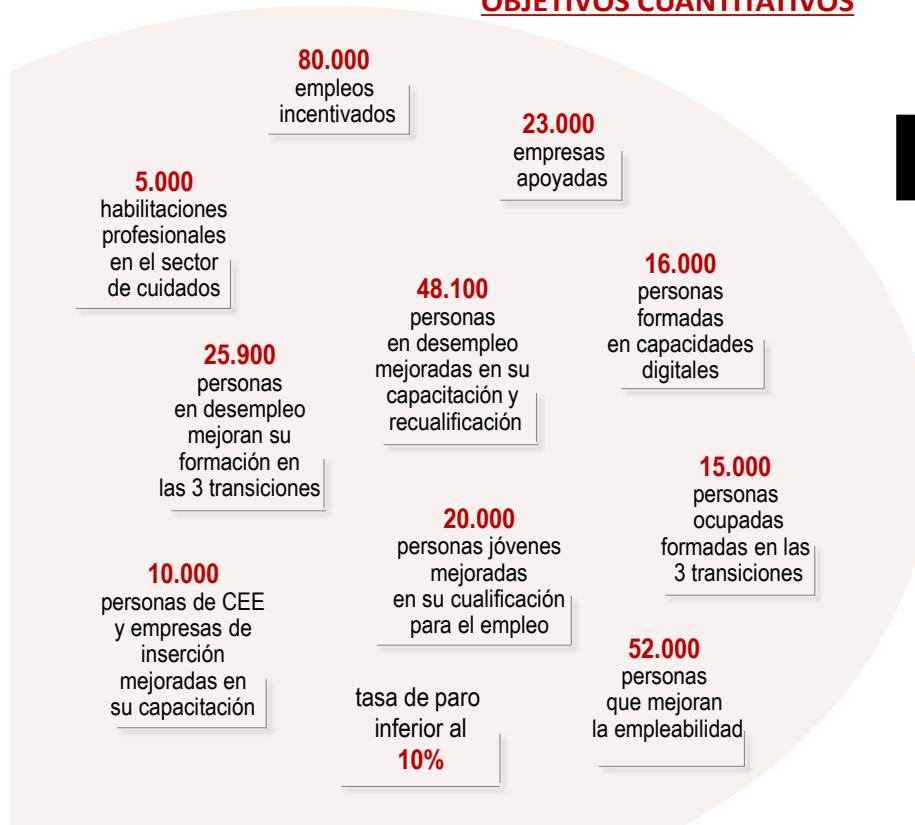 OBJETIVOS CUANTITATIVOS
80.000
empleos
incentivados
23.000
empresas
apoyadas
5.000
habilitaciones
profesionales
en el sector
de cuidados
16.000
personas
formadas
en capacidades
digitales
48.100
personas
en desempleo
mejoradas en su
capacitación y
recualificación
25.900
personas
en desempleo
mejoran su
formación en
las 3 transiciones
15.000
personas
ocupadas
formadas en las
3 transiciones
20.000
personas jóvenes
mejoradas
en su cualificación
para el empleo
10.000
personas de CEE
y empresas de
inserción
mejoradas en
su capacitación
52.000
personas
que mejoran
la empleabilidad
tasa de paro
inferior al
10%